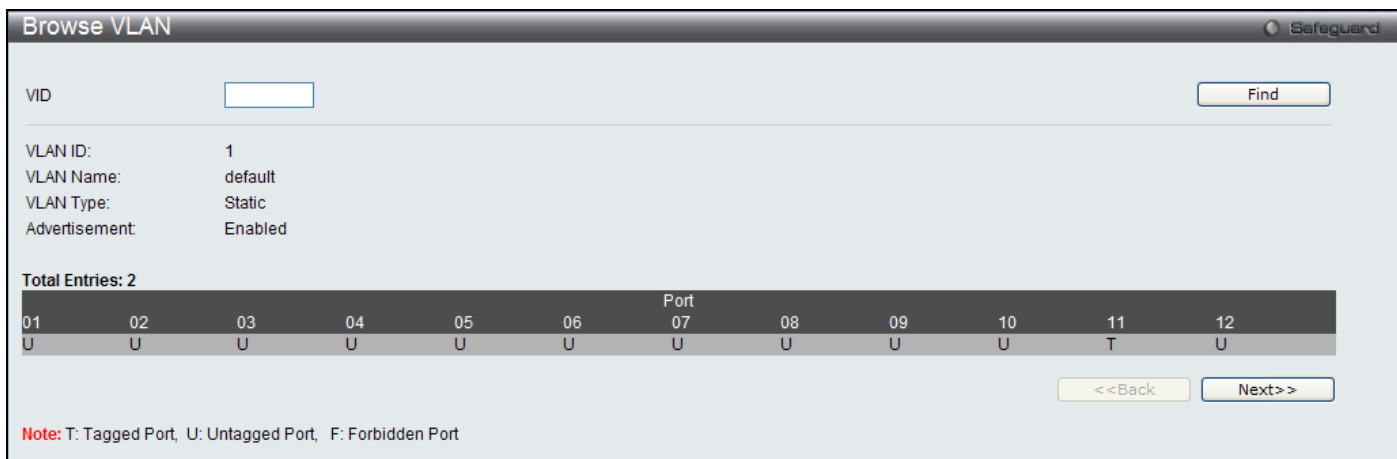 Browse VLAN
Safeguard
VID
Find
VLAN ID: 1
VLAN Name: default
VLAN Type: Static
Advertisement: Enabled
Total Entries: 2
Port
01 02 03 04 05 06 07 08 09 10 11 12
U U U U U U U U U U T U
<<Back Next>>
Note: T: Tagged Port, U: Untagged Port, F: Forbidden Port